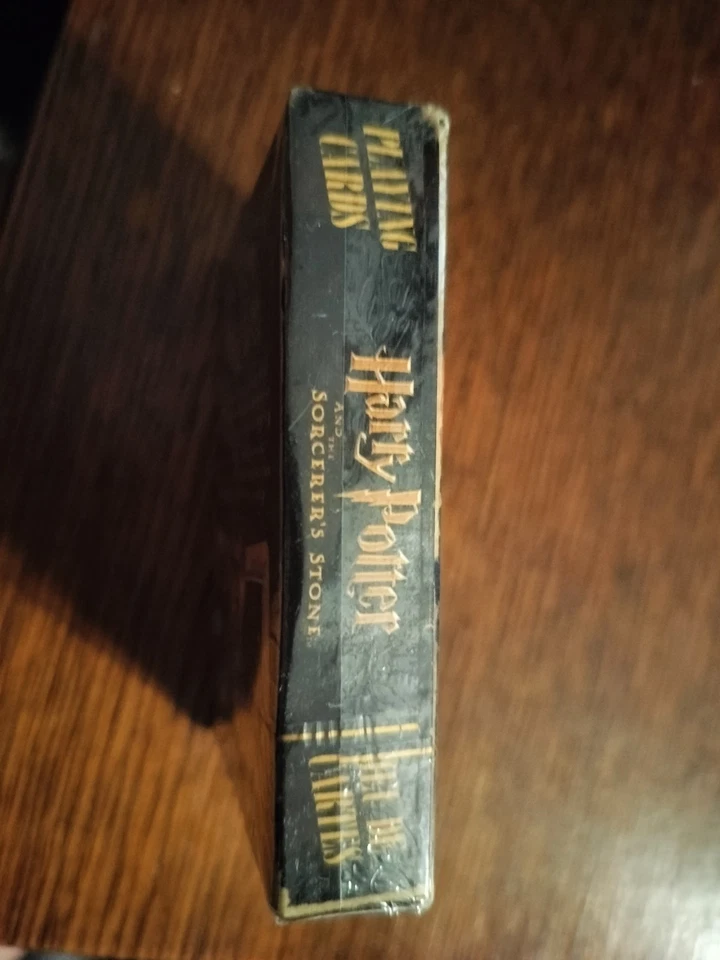 PLAYING
CARDS
Harry Potter
AND THE
SORCERER'S STONE
JEU DE
CARTES